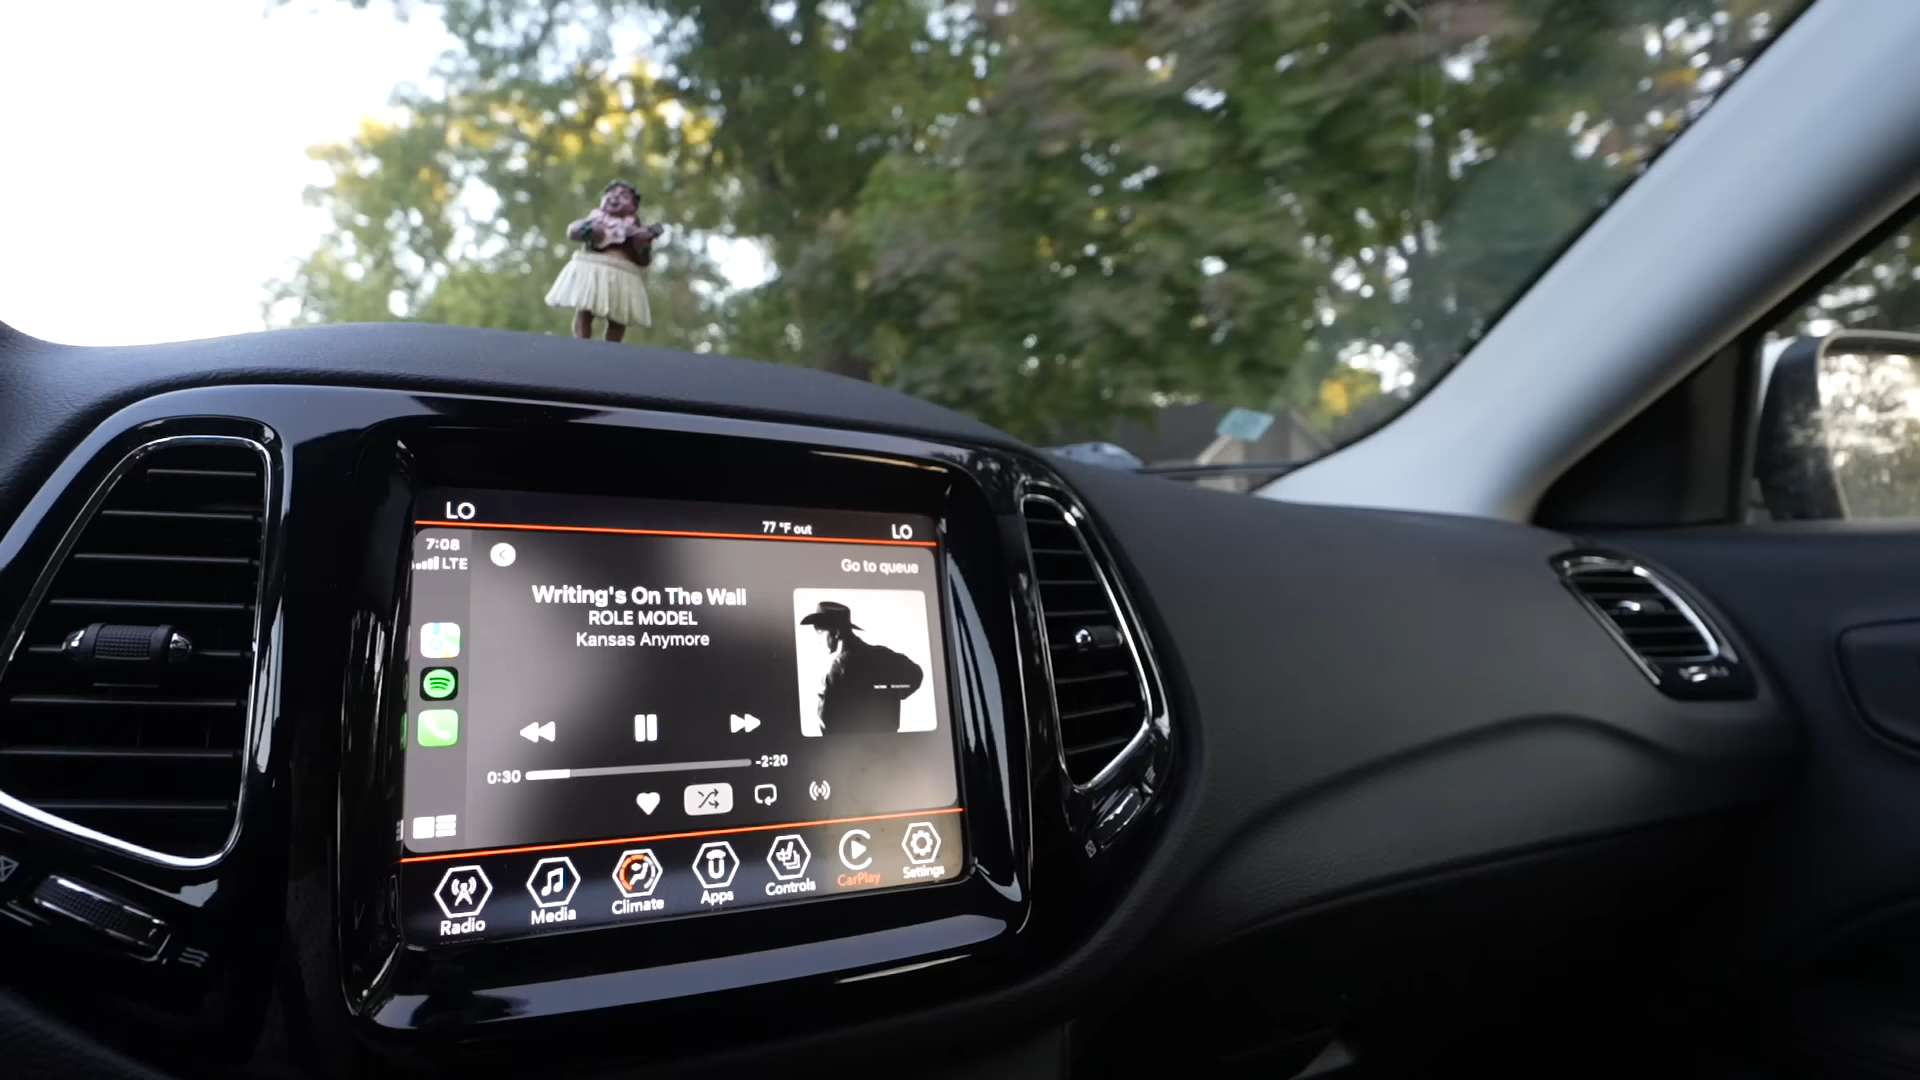 LO
77 °F out
LO
7:08
LTE
Go to queue
Writing's On The Wall
ROLE MODEL
Kansas Anymore
0:30
-2:20
Radio
Media
Climate
Apps
Controls
CarPlay
Settings